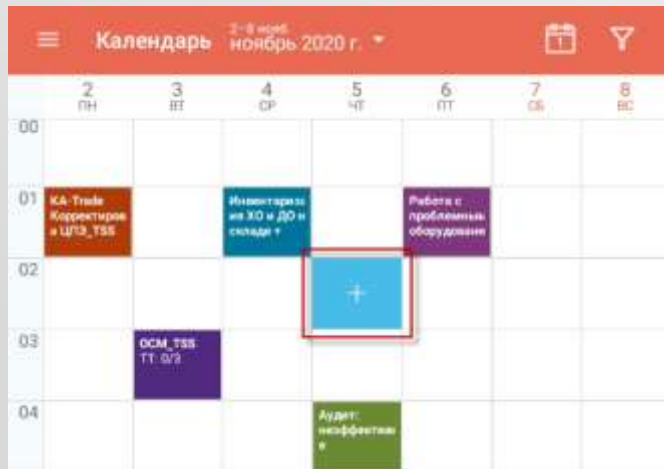 Календарь
2-8 нояб.
ноябрь 2020 г.
1
2 3 4 5 6 7 8
ПН ВТ СР ЧТ ПТ СБ ВС
00
01
KA-Trade
Корректиров
а ЦПЭ_TSS
Инвентариза
ия ХО и ДО н
складе +
Работа с
проблемным
оборудовани
02
+
03
OCM_TSS
ТТ: 0/3
04
Аудит:
неэффективн